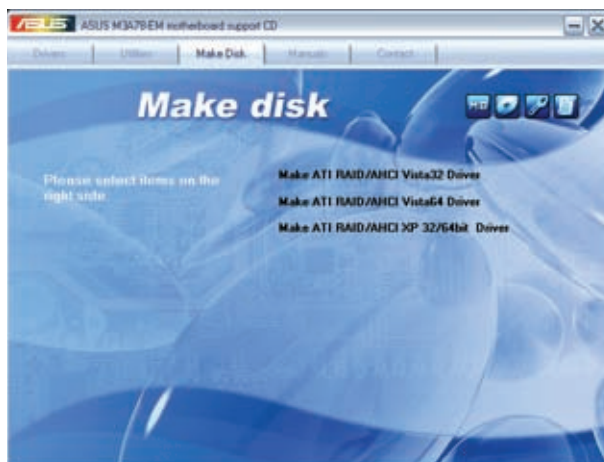 ASUS ASUS M3A78-EM motherboard support CD
Drivers Utilities Make Disk Manuals Contact
Make disk
Please select items on the
right side.
Make ATI RAID/AHCI Vista32 Driver
Make ATI RAID/AHCI Vista64 Driver
Make ATI RAID/AHCI XP 32/64bit Driver